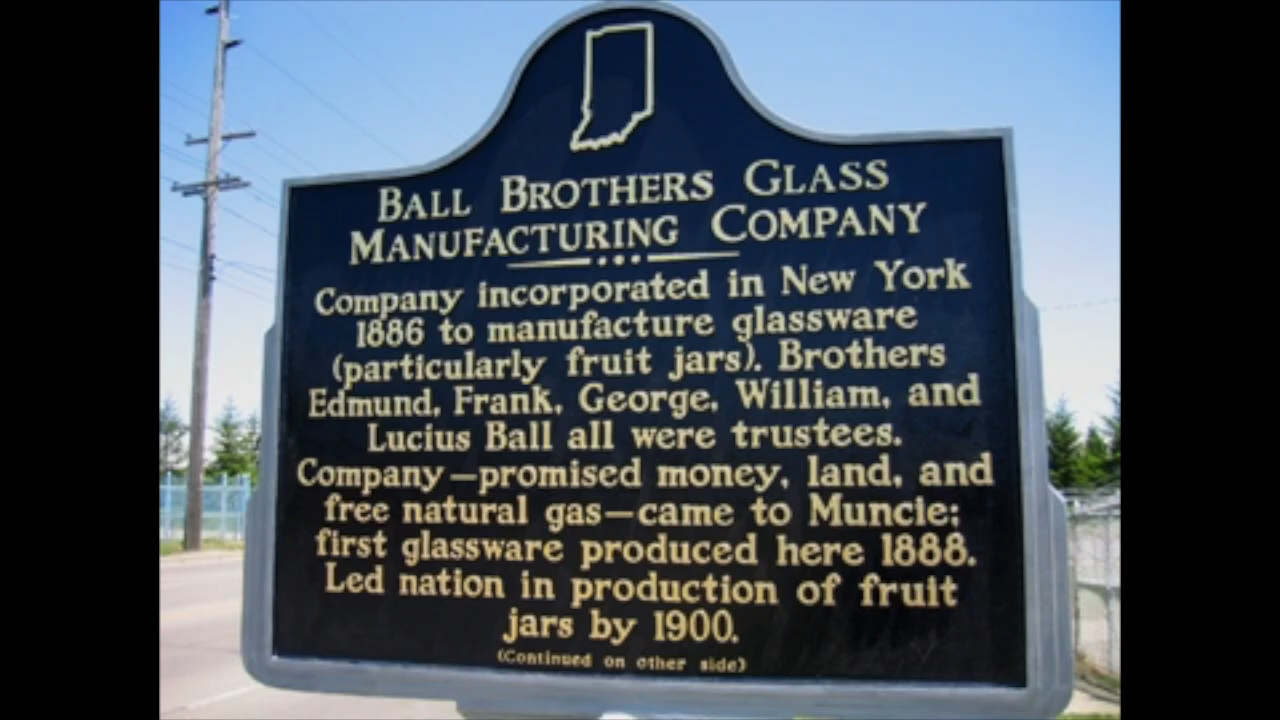 BALL BROTHERS GLASS
MANUFACTURING COMPANY
Company incorporated in New York
1886 to manufacture glassware
(particularly fruit jars). Brothers
Edmund, Frank, George, William, and
Lucius Ball all were trustees.
Company—promised money, land, and
free natural gas—came to Muncie;
first glassware produced here 1888.
Led nation in production of fruit
jars by 1900.
(Continued on other side)